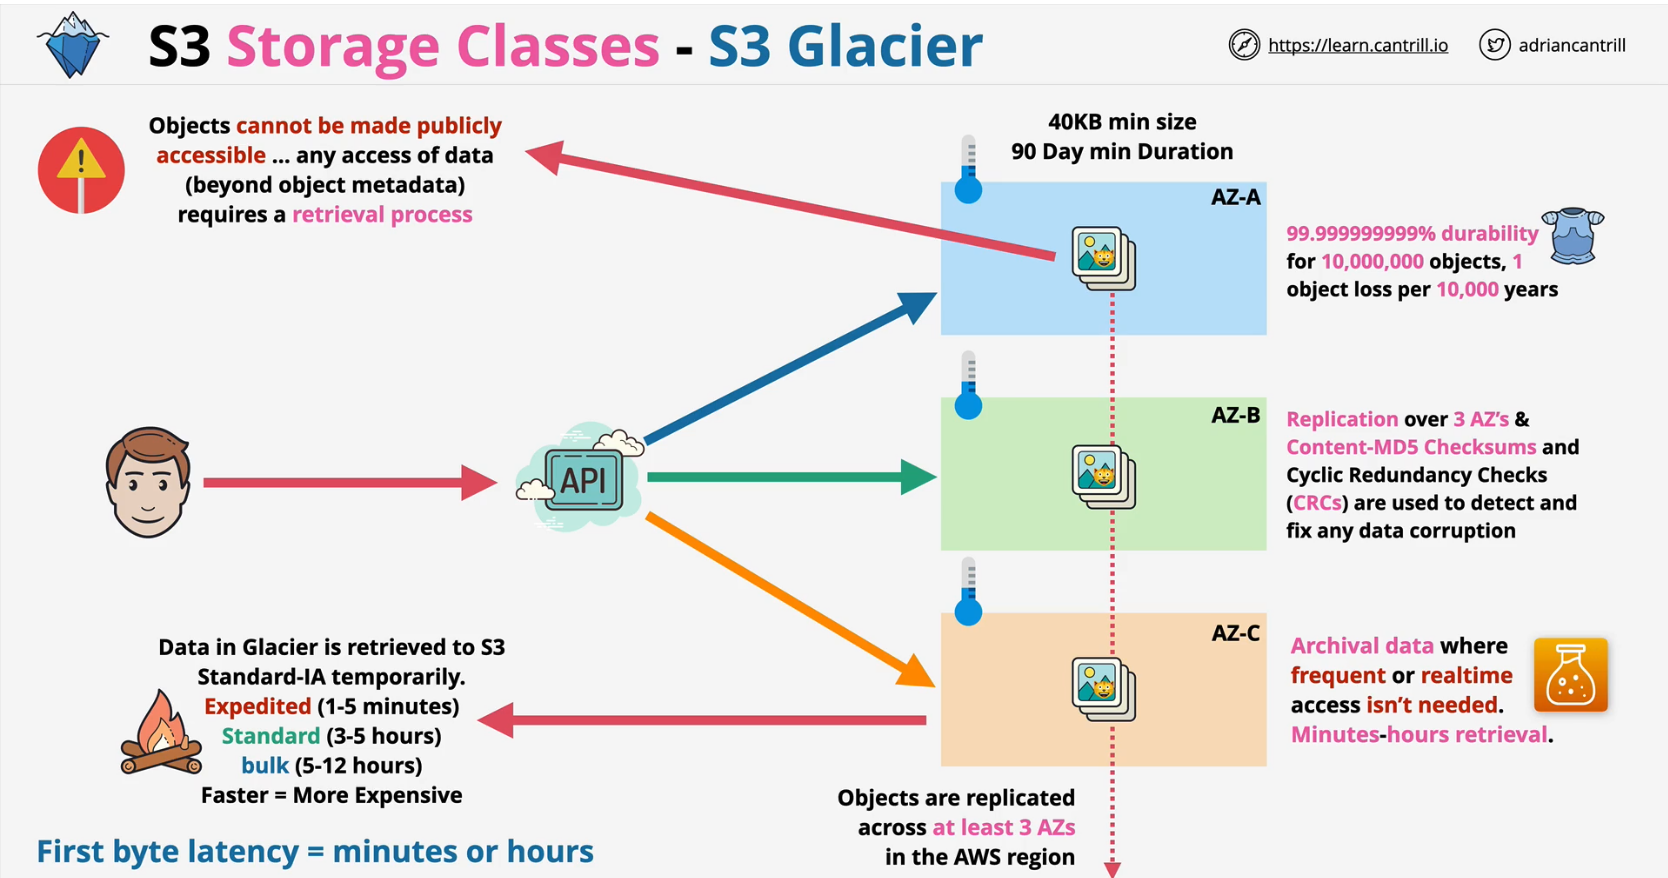 S3 Storage Classes - S3 Glacier
https://learn.cantrill.io
adriancantrill
Objects cannot be made publicly
accessible ... any access of data
(beyond object metadata)
requires a retrieval process
40KB min size
90 Day min Duration
AZ-A
99.999999999% durability
for 10,000,000 objects, 1
object loss per 10,000 years
API
AZ-B
Replication over 3 AZ's &
Content-MD5 Checksums and
Cyclic Redundancy Checks
(CRCs) are used to detect and
fix any data corruption
AZ-C
Archival data where
frequent or realtime
access isn't needed.
Minutes-hours retrieval.
Data in Glacier is retrieved to S3
Standard-IA temporarily.
Expedited (1-5 minutes)
Standard (3-5 hours)
bulk (5-12 hours)
Faster = More Expensive
Objects are replicated
across at least 3 AZs
in the AWS region
First byte latency = minutes or hours